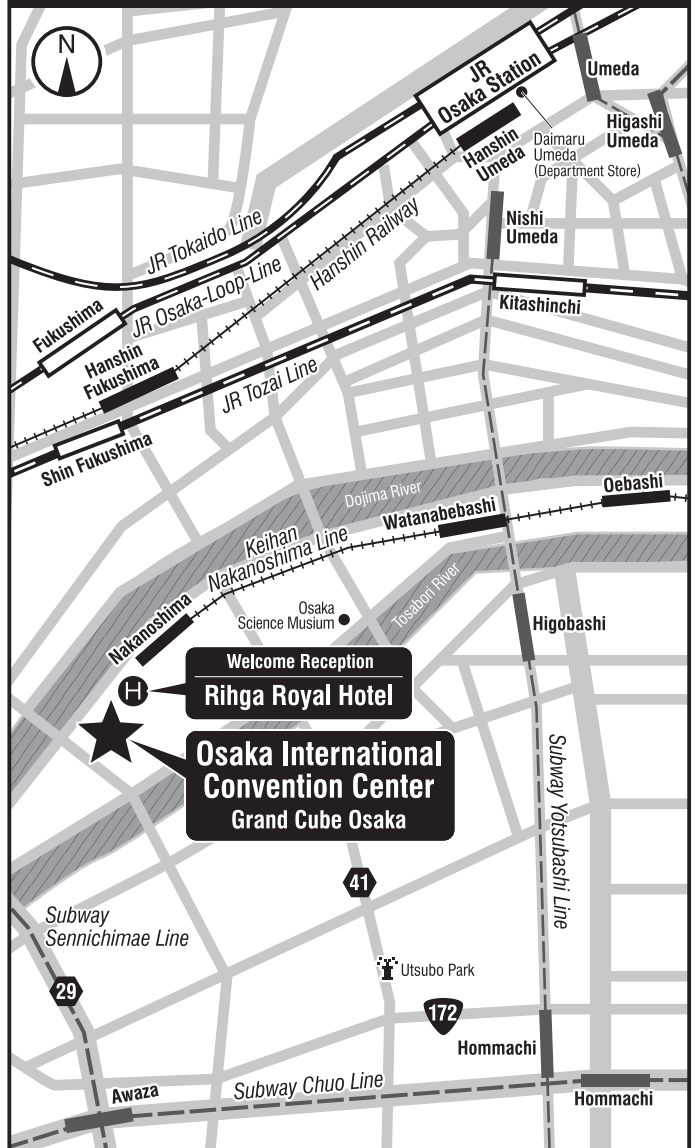 N
JR
Osaka Station
Umeda
Higashi
Umeda
Daimaru
Umeda
(Department Store)
Hanshin
Umeda
Nishi
Umeda
JR Tokaido Line
Hanshin Railway
JR Osaka-Loop-Line
Fukushima
Kitashinchi
Hanshin
Fukushima
JR Tozai Line
Shin Fukushima
Dojima River
Oebashi
Watanabebashi
Keihan
Nakanoshima Line
Tosabori River
Nakanoshima
Osaka
Science Musium
Higobashi
H
Welcome Reception
Rihga Royal Hotel
Osaka International
Convention Center
Grand Cube Osaka
Subway Yotsubashi Line
41
Subway
Sennichimae Line
Utsubo Park
29
172
Hommachi
Awaza
Subway Chuo Line
Hommachi